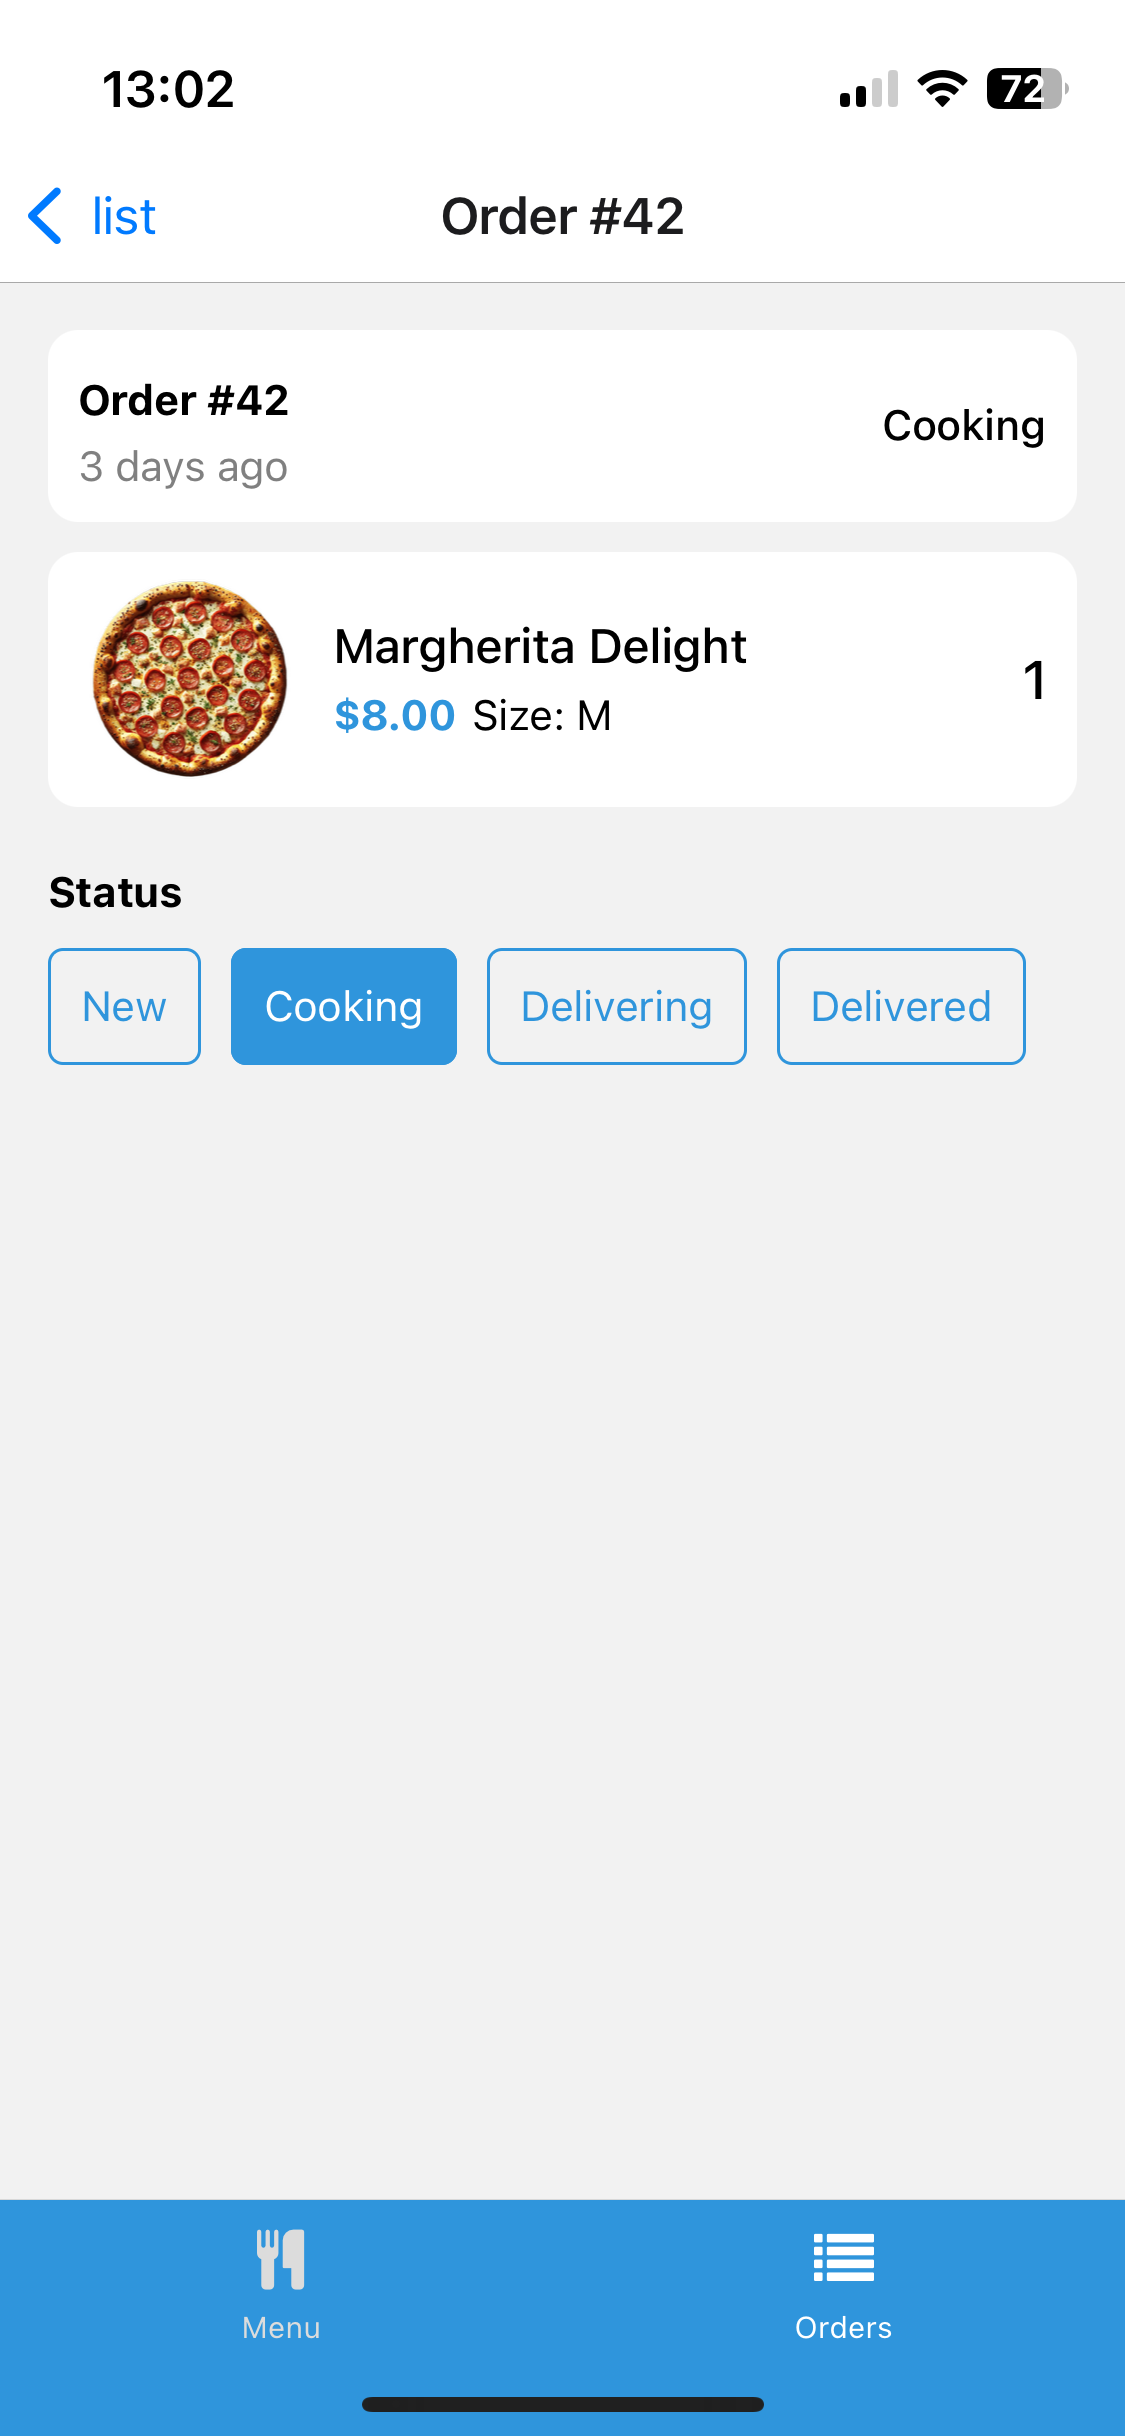 13:02
72
list
Order #42
Order #42
3 days ago
Cooking
Margherita Delight
$8.00 Size: M
1
Status
New
Cooking
Delivering
Delivered
Menu
Orders